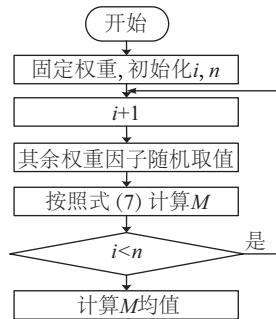 开始
固定权重, 初始化i, n
i+1
其余权重因子随机取值
按照式 (7) 计算M
i<n
是
计算M均值